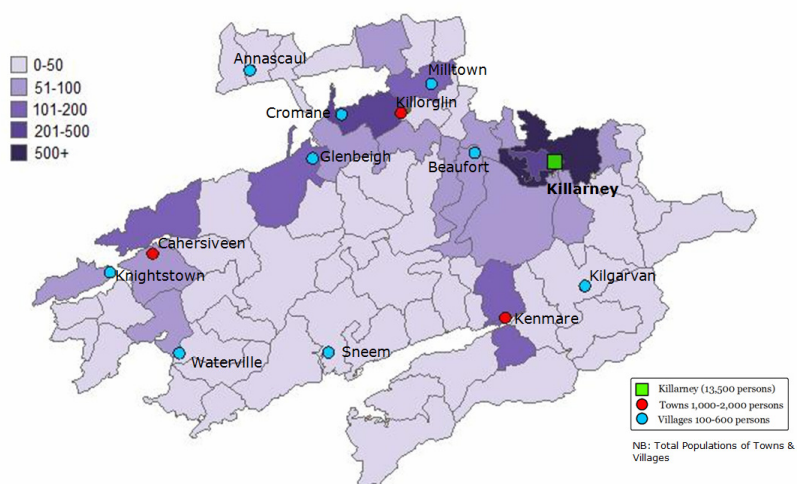 Annascaul
0-50
51-100
101-200
201-500
500+
Milltown
Cromane
Killorglin
Glenbeigh
Beaufort
Killarney
Cahersiveen
Knightstown
Kilgarvan
Kenmare
Waterville
Sneem
Killarney (13,500 persons)
Towns 1,000-2,000 persons
Villages 100-600 persons
NB: Total Populations of Towns &
Villages